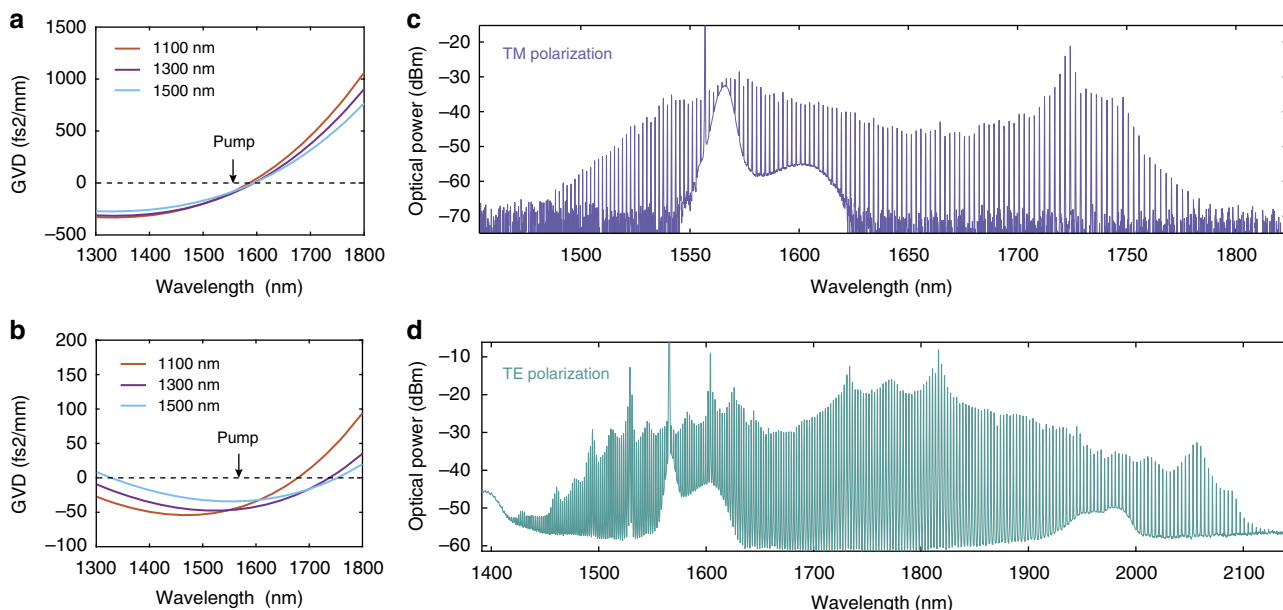 a
1500
1000
500
0
−500
GVD (fs2/mm)
1100 nm
1300 nm
1500 nm
Pump
1300 1400 1500 1600 1700 1800
Wavelength (nm)
b
200
150
100
50
0
−50
−100
GVD (fs2/mm)
1100 nm
1300 nm
1500 nm
Pump
1300 1400 1500 1600 1700 1800
Wavelength (nm)
c
−20
−30
−40
−50
−60
−70
Optical power (dBm)
TM polarization
1500 1550 1600 1650 1700 1750 1800
Wavelength (nm)
d
−10
−20
−30
−40
−50
−60
Optical power (dBm)
TE polarization
1400 1500 1600 1700 1800 1900 2000 2100
Wavelength (nm)